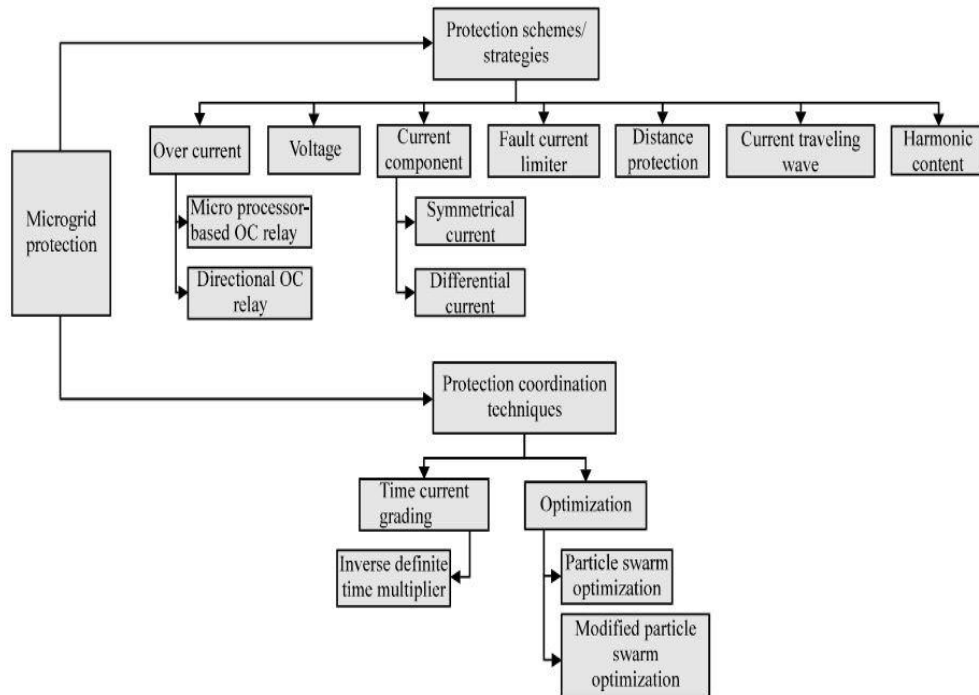 Protection schemes/
strategies
Over current
Voltage
Current
component
Fault current
limiter
Distance
protection
Current traveling
wave
Harmonic
content
Microgrid
protection
Micro processor-
based OC relay
Symmetrical
current
Directional OC
relay
Differential
current
Protection coordination
techniques
Time current
grading
Optimization
Inverse definite
time multiplier
Particle swarm
optimization
Modified particle
swarm
optimization